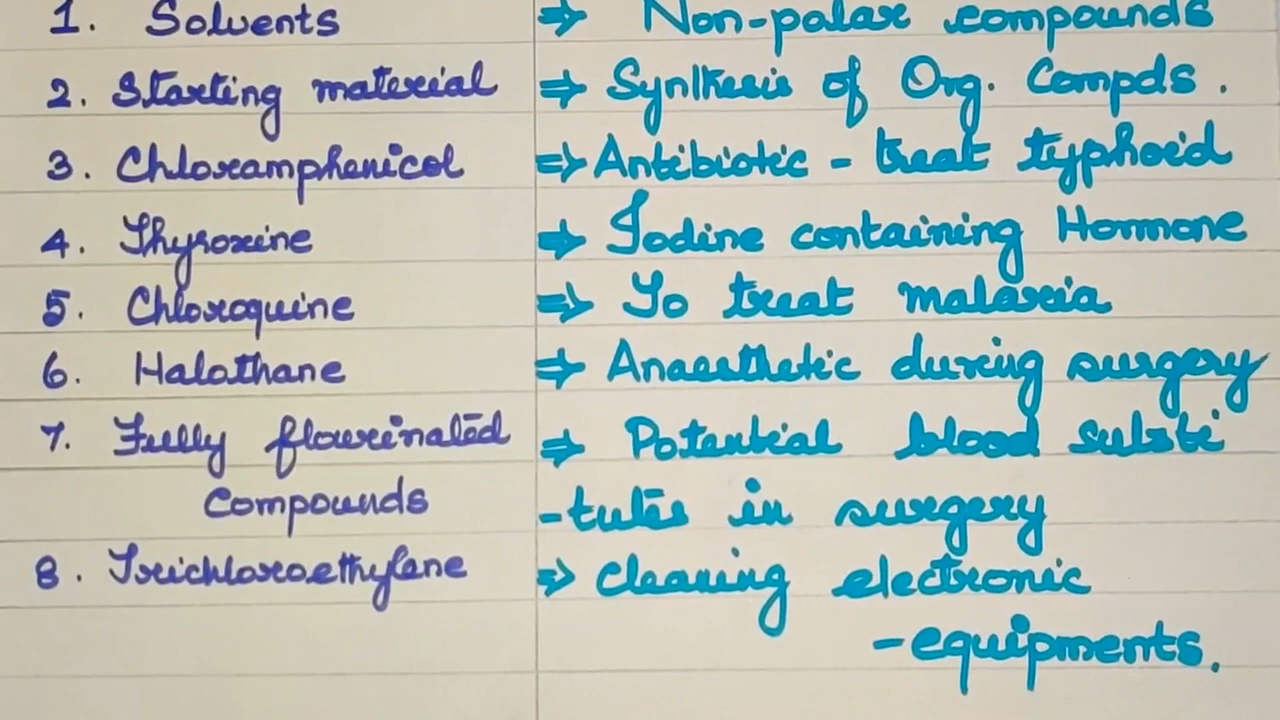 1. Solvents ⇒ Non-polar compounds
2. Starting material ⇒ Synthesis of Org. Compds.
3. Chloramphenicol ⇒ Antibiotic - treat typhoid
4. Thyroxine ⇒ Iodine containing Hormone
5. Chloroquine ⇒ To treat malaria
6. Halothane ⇒ Anaesthetic during surgery
7. Fully flourinated ⇒ Potential blood substi
Compounds -tutes in surgery
8. Trichloroethylene ⇒ Cleaning electronic
-equipments.